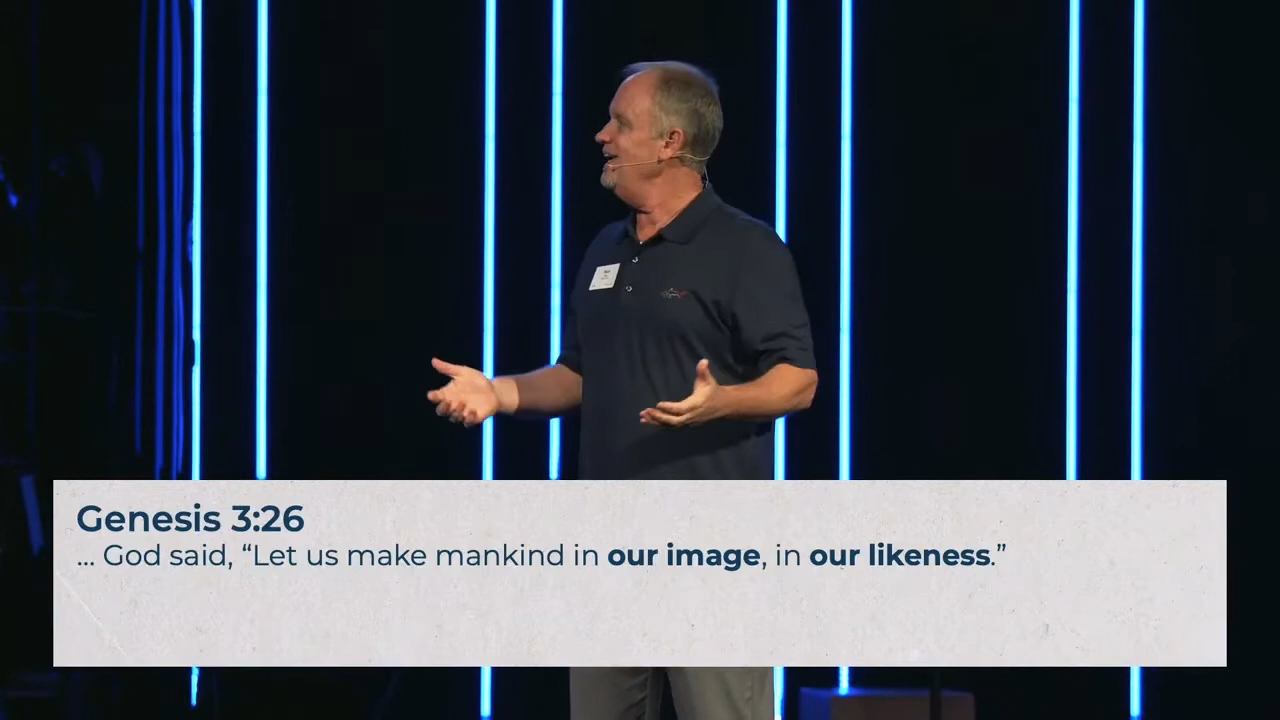 Genesis 3:26
... God said, “Let us make mankind in our image, in our likeness.”